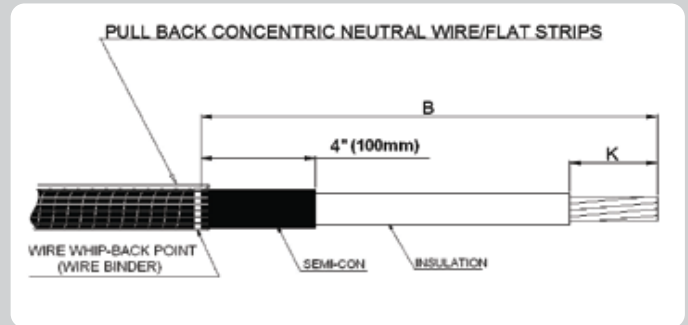 PULL BACK CONCENTRIC NEUTRAL WIRE/FLAT STRIPS
B
4" (100mm)
K
WIRE WHIP-BACK POINT
(WIRE BINDER)
SEMI-CON
INSULATION